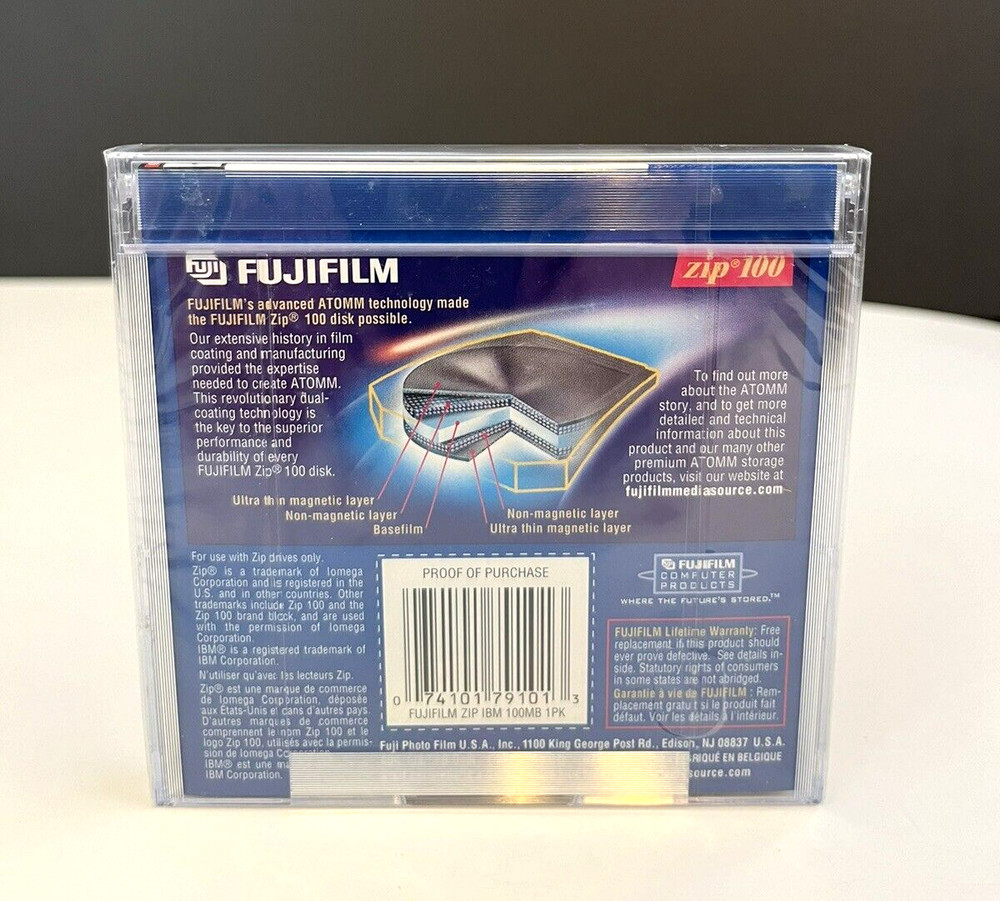 FUJI FUJIFILM
zip® 100
FUJIFILM's advanced ATOMM technology made
the FUJIFILM Zip® 100 disk possible.
Our extensive history in film
coating and manufacturing
provided the expertise
needed to create ATOMM.
This revolutionary dual-
coating technology is
the key to the superior
performance and
durability of every
FUJIFILM Zip® 100 disk.
To find out more
about the ATOMM
story, and to get more
detailed and technical
information about this
product and our many other
premium ATOMM storage
products, visit our website at
fujifilmmediasource.com
Ultra thin magnetic layer
Non-magnetic layer
Basefilm
Non-magnetic layer
Ultra thin magnetic layer
For use with Zip drives only.
Zip® is a trademark of Iomega
Corporation and is registered in the
U.S. and in other countries. Other
trademarks include Zip 100 and the
Zip 100 brand block, and are used
with the permission of Iomega
Corporation.
IBM® is a registered trademark of
IBM Corporation.
N'utiliser qu'avec les lecteurs Zip.
Zip® est une marque de commerce
de Iomega Corporation, déposée
aux États-Unis et dans d'autres pays.
D'autres marques de commerce
comprennent le nom Zip 100 et le
logo Zip 100, utilisés avec la permis-
sion de Iomega Corporation.
IBM® est une
IBM Corporation.
PROOF OF PURCHASE
0 74101 79101 3
FUJIFILM ZIP IBM 100MB 1PK
FUJIFILM
COMPUTER
PRODUCTS
WHERE THE FUTURE'S STORED.™
FUJIFILM Lifetime Warranty: Free
replacement if this product should
ever prove defective. See details in-
side. Statutory rights of consumers
in some states are not abridged.
Garantie à vie de FUJIFILM : Rem-
placement gratuit si le produit fait
défaut. Voir les détails à l'intérieur.
Fuji Photo Film U.S.A., Inc., 1100 King George Post Rd., Edison, NJ 08837 U.S.A.
RIQUÉ EN BELGIQUE
source.com